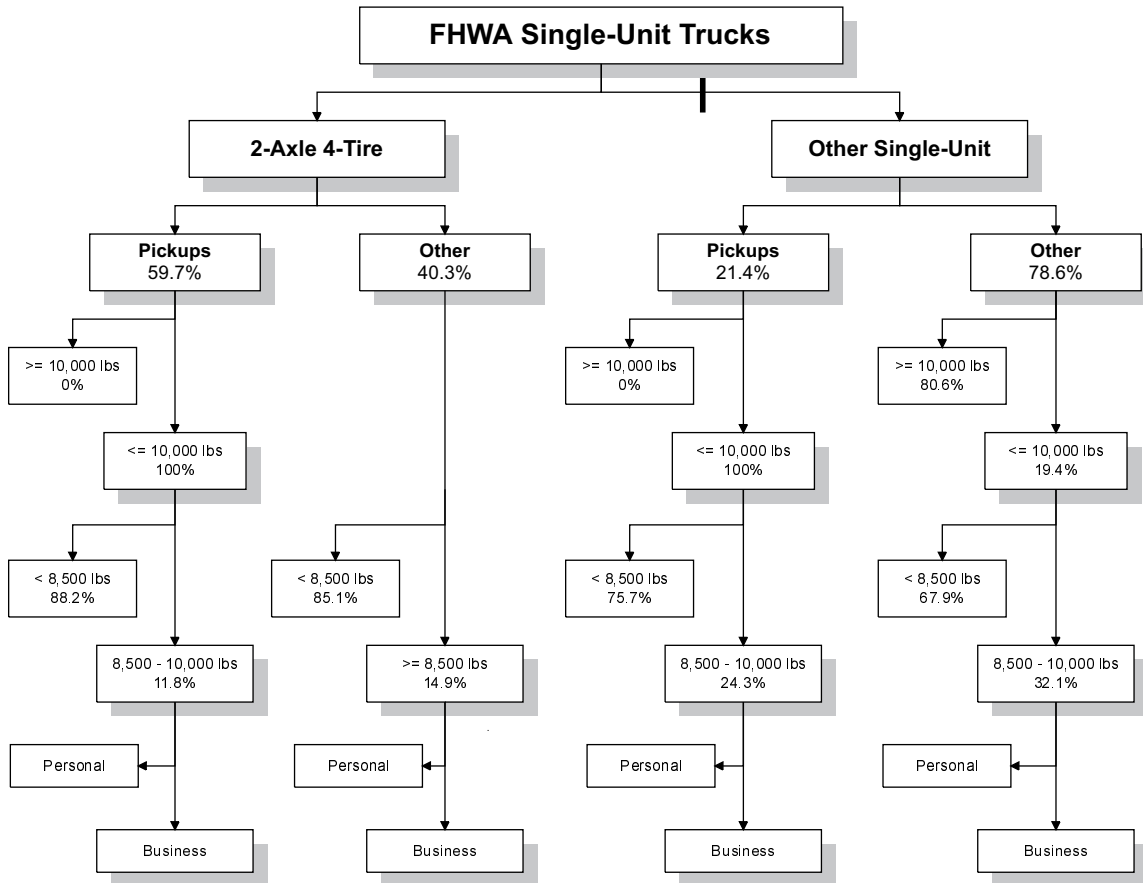 FHWA Single-Unit Trucks
2-Axle 4-Tire
Other Single-Unit
Pickups
59.7%
Other
40.3%
Pickups
21.4%
Other
78.6%
>= 10,000 lbs
0%
>= 10,000 lbs
0%
>= 10,000 lbs
80.6%
<= 10,000 lbs
100%
<= 10,000 lbs
100%
<= 10,000 lbs
19.4%
< 8,500 lbs
88.2%
< 8,500 lbs
85.1%
< 8,500 lbs
75.7%
< 8,500 lbs
67.9%
8,500 - 10,000 lbs
11.8%
>= 8,500 lbs
14.9%
8,500 - 10,000 lbs
24.3%
8,500 - 10,000 lbs
32.1%
Personal
Personal
Personal
Personal
Business
Business
Business
Business